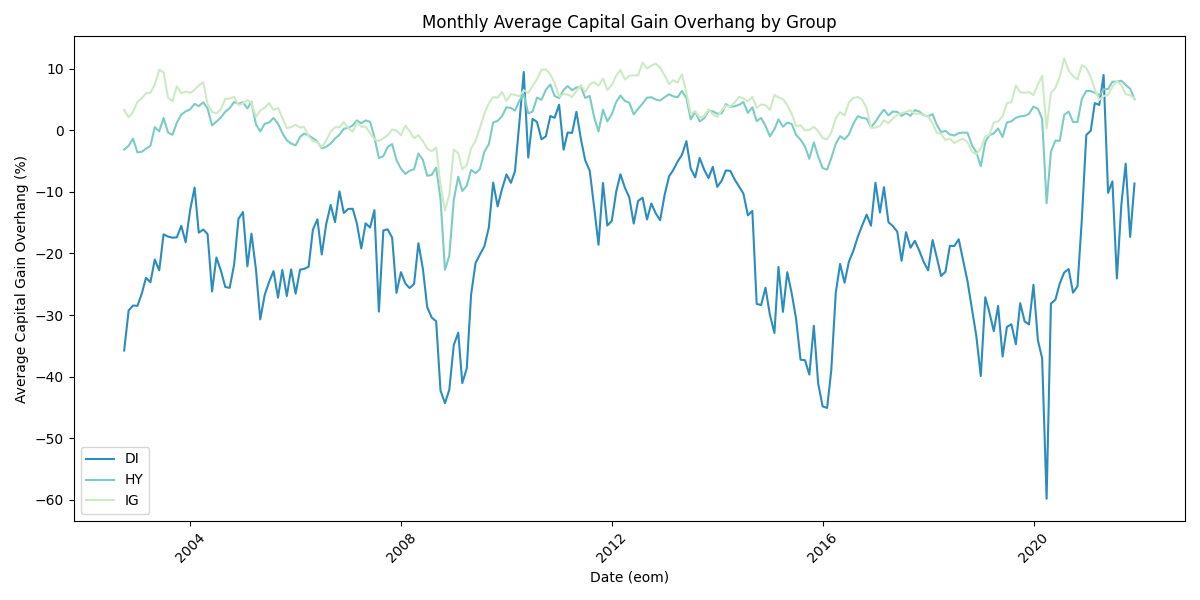 Monthly Average Capital Gain Overhang by Group
Average Capital Gain Overhang (%)
10
0
−10
−20
−30
−40
−50
−60
DI
HY
IG
2004
2008
2012
2016
2020
Date (eom)